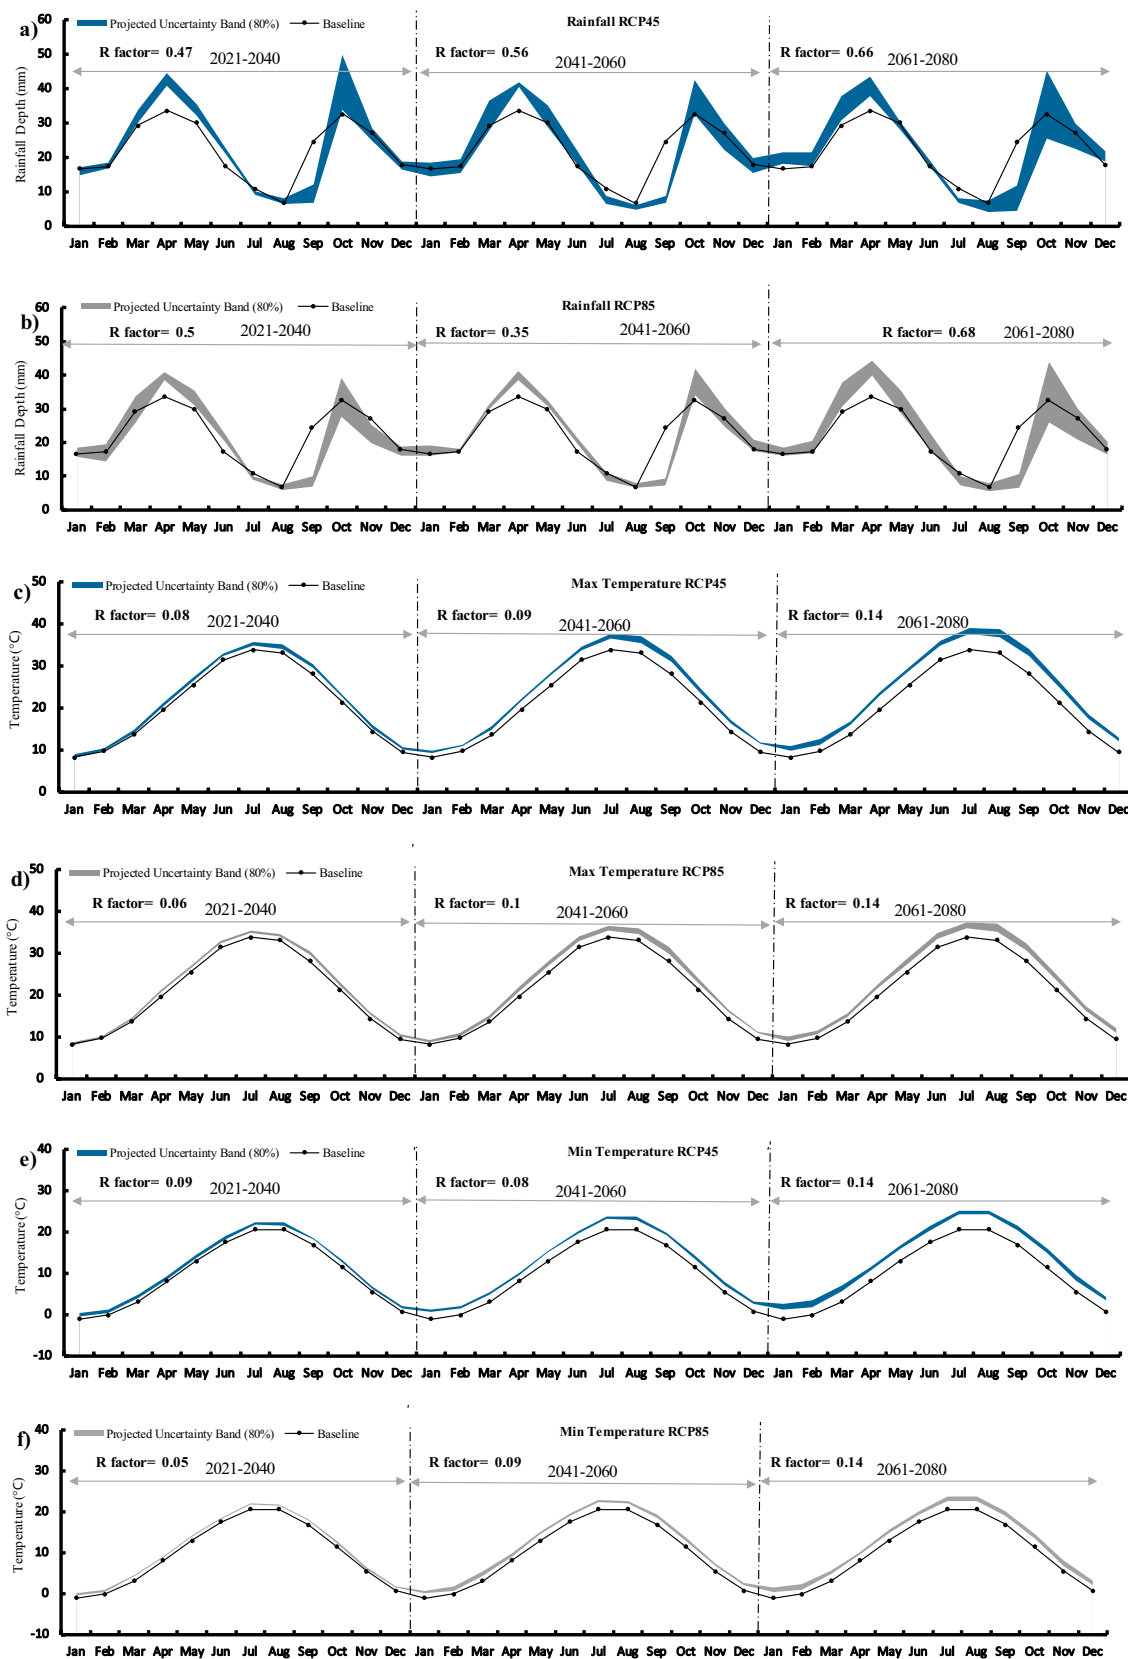 a)
Projected Uncertainty Band (80%) Baseline Rainfall RCP45
R factor= 0.47 2021-2040 R factor= 0.56 2041-2060 R factor= 0.66 2061-2080
Rainfall Depth (mm)
60
50
40
30
20
10
0
Jan Feb Mar Apr May Jun Jul Aug Sep Oct Nov Dec Jan Feb Mar Apr May Jun Jul Aug Sep Oct Nov Dec Jan Feb Mar Apr May Jun Jul Aug Sep Oct Nov Dec
b)
Projected Uncertainty Band (80%) Baseline Rainfall RCP85
R factor= 0.5 2021-2040 R factor= 0.35 2041-2060 R factor= 0.68 2061-2080
Rainfall Depth (mm)
60
50
40
30
20
10
0
Jan Feb Mar Apr May Jun Jul Aug Sep Oct Nov Dec Jan Feb Mar Apr May Jun Jul Aug Sep Oct Nov Dec Jan Feb Mar Apr May Jun Jul Aug Sep Oct Nov Dec
c)
Projected Uncertainty Band (80%) Baseline Max Temperature RCP45
R factor= 0.08 2021-2040 R factor= 0.09 2041-2060 R factor= 0.14 2061-2080
Temperature (°C)
50
40
30
20
10
0
Jan Feb Mar Apr May Jun Jul Aug Sep Oct Nov Dec Jan Feb Mar Apr May Jun Jul Aug Sep Oct Nov Dec Jan Feb Mar Apr May Jun Jul Aug Sep Oct Nov Dec
d)
Projected Uncertainty Band (80%) Baseline Max Temperature RCP85
R factor= 0.06 2021-2040 R factor= 0.1 2041-2060 R factor= 0.14 2061-2080
Temperature (°C)
50
40
30
20
10
0
Jan Feb Mar Apr May Jun Jul Aug Sep Oct Nov Dec Jan Feb Mar Apr May Jun Jul Aug Sep Oct Nov Dec Jan Feb Mar Apr May Jun Jul Aug Sep Oct Nov Dec
e)
Projected Uncertainty Band (80%) Baseline Min Temperature RCP45
R factor= 0.09 2021-2040 R factor= 0.08 2041-2060 R factor= 0.14 2061-2080
Temperature (°C)
40
30
20
10
0
-10
Jan Feb Mar Apr May Jun Jul Aug Sep Oct Nov Dec Jan Feb Mar Apr May Jun Jul Aug Sep Oct Nov Dec Jan Feb Mar Apr May Jun Jul Aug Sep Oct Nov Dec
f)
Projected Uncertainty Band (80%) Baseline Min Temperature RCP85
R factor= 0.05 2021-2040 R factor= 0.09 2041-2060 R factor= 0.14 2061-2080
Temperature (°C)
40
30
20
10
0
-10
Jan Feb Mar Apr May Jun Jul Aug Sep Oct Nov Dec Jan Feb Mar Apr May Jun Jul Aug Sep Oct Nov Dec Jan Feb Mar Apr May Jun Jul Aug Sep Oct Nov Dec